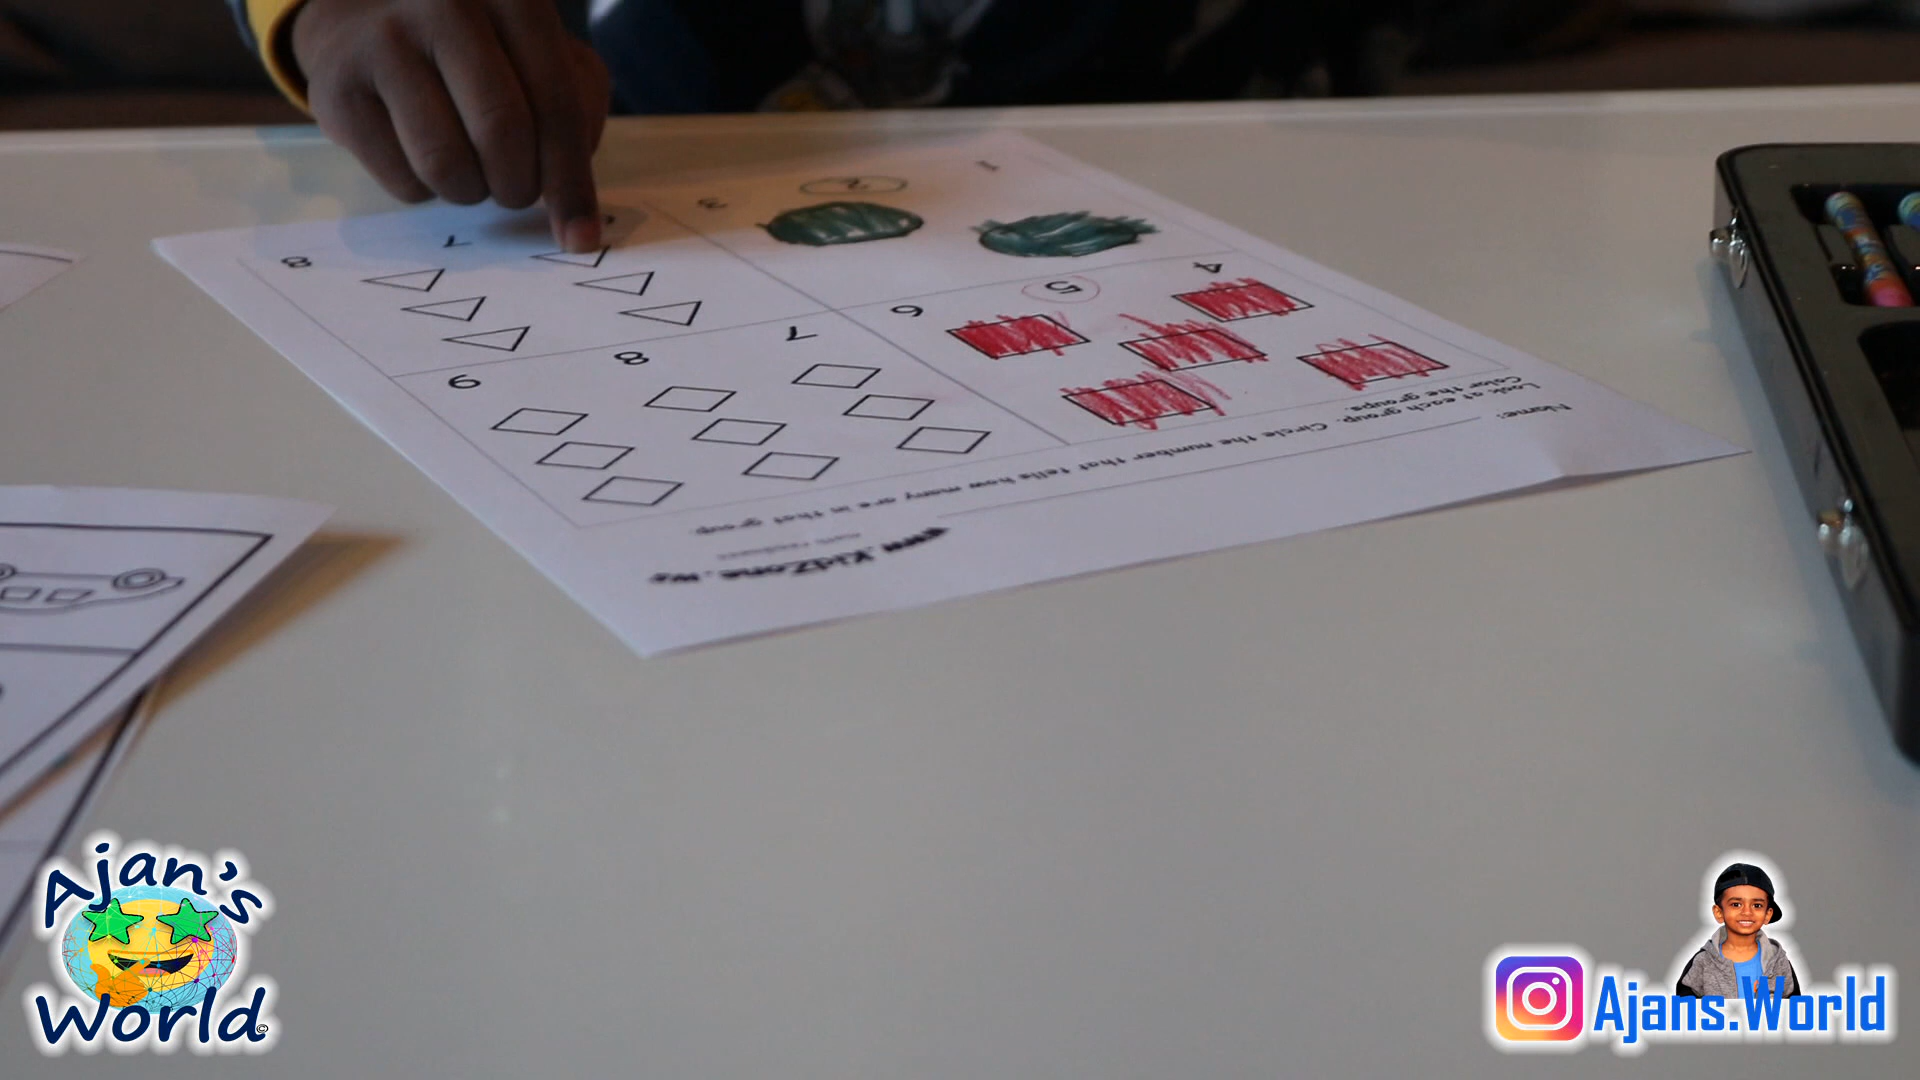 www.KidZone.ws
Name:
Look at each group. Circle the number that tells how many are in that group.
Color the groups.
4 5 6
7 8 9
1 2 3
7 8
Ajan's
World
©
Ajans.World